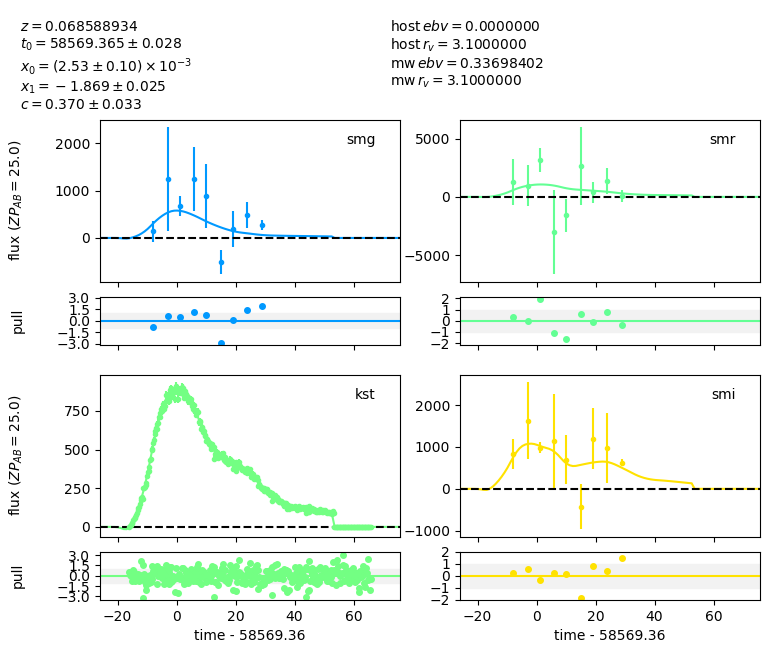 z = 0.068588934
t₀ = 58569.365 ± 0.028
x₀ = (2.53 ± 0.10) × 10⁻³
x₁ = −1.869 ± 0.025
c = 0.370 ± 0.033
host ebv = 0.0000000
host r_v = 3.1000000
mw ebv = 0.33698402
mw r_v = 3.1000000
smg
2000
1000
0
flux (ZP_AB = 25.0)
smr
5000
0
−5000
3.0
1.5
0.0
−1.5
−3.0
pull
2
1
0
−1
−2
kst
750
500
250
0
flux (ZP_AB = 25.0)
smi
2000
1000
0
−1000
3.0
1.5
0.0
−1.5
−3.0
pull
2
1
0
−1
−2
−20 0 20 40 60
time - 58569.36
−20 0 20 40 60
time - 58569.36